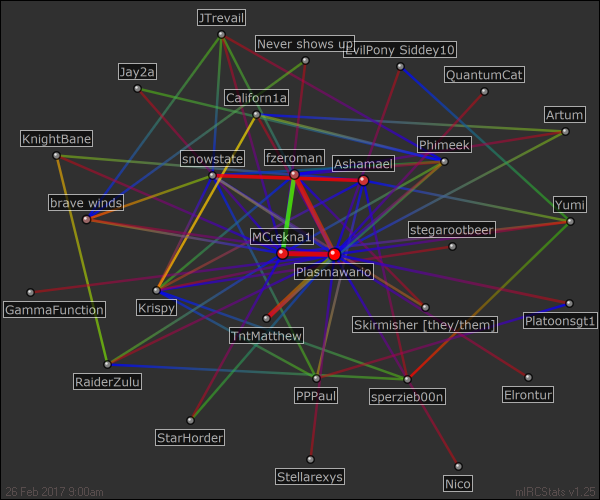 JTrevail
Never shows up
EvilPony Siddey10
Jay2a
QuantumCat
Californ1a
Artum
KnightBane
Phimeek
snowstate
fzeroman
Ashamael
brave winds
Yumi
stegarootbeer
MCrekna1
Plasmawario
GammaFunction
Krispy
TntMatthew
Skirmisher [they/them]
Platoonsgt1
RaiderZulu
PPPaul
sperzieb00n
Elrontur
StarHorder
Stellarexys
Nico
26 Feb 2017 9:00am
mIRCStats v1.25